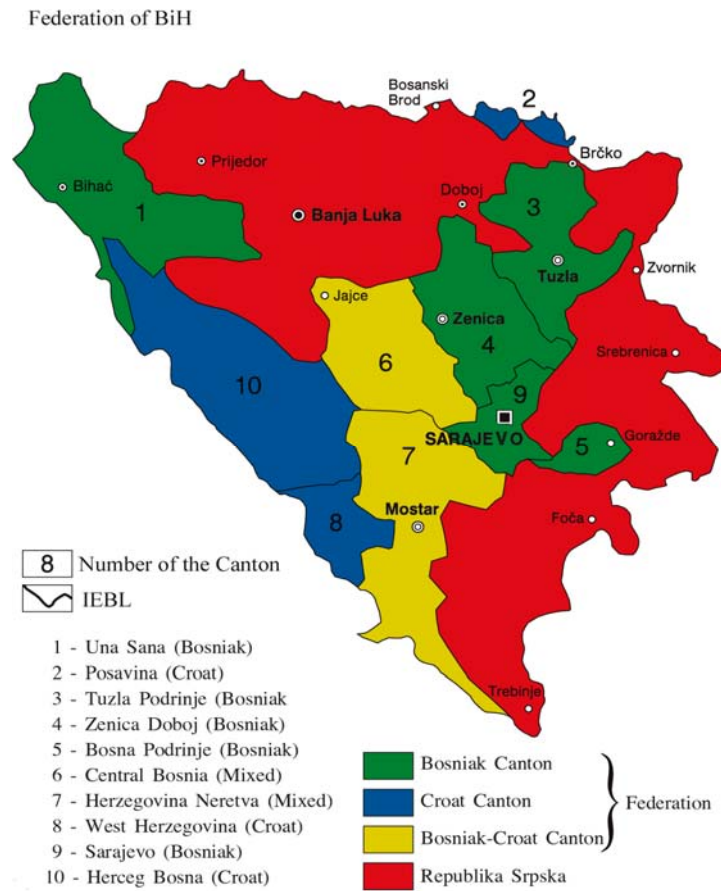 Federation of BiH
Bosanski
Brod
2
Brčko
Prijedor
Bihać
Doboj
3
1
Banja Luka
Tuzla
Zvornik
Jajce
Zenica
4
Srebrenica
6
10
9
SARAJEVO
Goražde
5
7
Mostar
Foča
8
8 Number of the Canton
IEBL
Trebinje
1 - Una Sana (Bosniak)
2 - Posavina (Croat)
3 - Tuzla Podrinje (Bosniak
4 - Zenica Doboj (Bosniak)
5 - Bosna Podrinje (Bosniak)
6 - Central Bosnia (Mixed)
7 - Herzegovina Neretva (Mixed)
8 - West Herzegovina (Croat)
9 - Sarajevo (Bosniak)
10 - Herceg Bosna (Croat)
Bosniak Canton
Croat Canton
Bosniak-Croat Canton
Federation
Republika Srpska